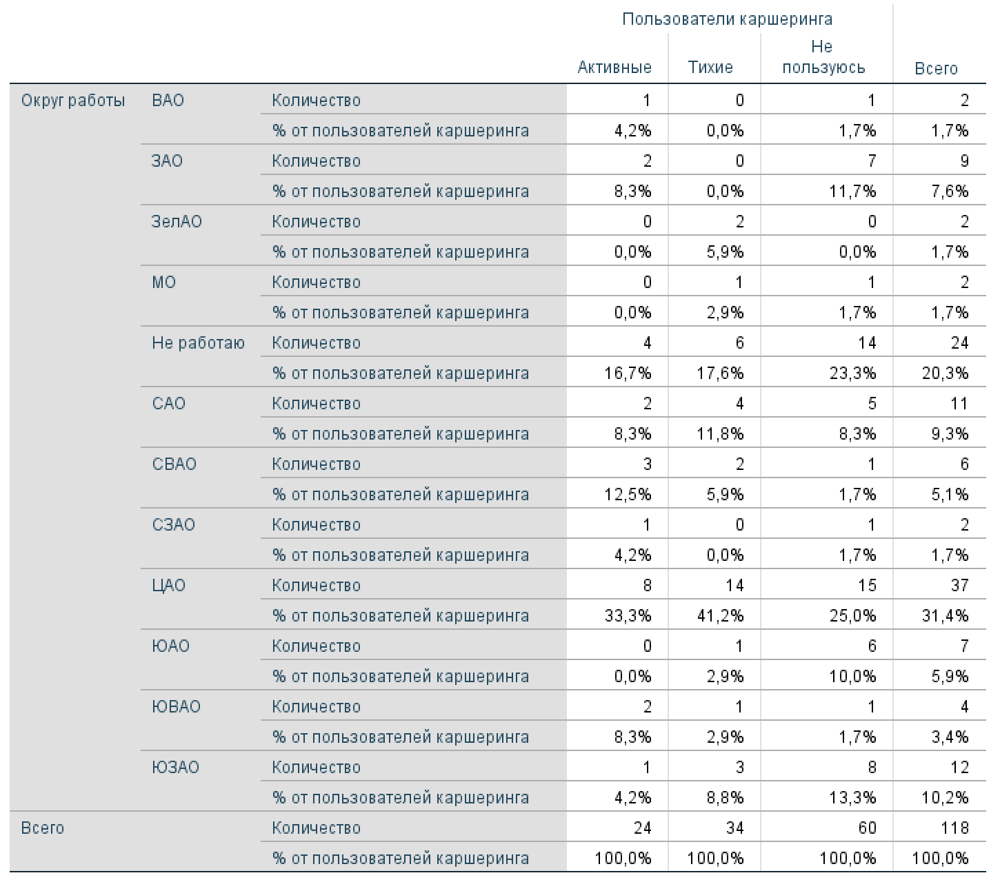 Пользователи каршеринга
Активные Тихие Не пользуюсь Всего
Округ работы ВАО Количество 1 0 1 2
% от пользователей каршеринга 4,2% 0,0% 1,7% 1,7%
ЗАО Количество 2 0 7 9
% от пользователей каршеринга 8,3% 0,0% 11,7% 7,6%
ЗелАО Количество 0 2 0 2
% от пользователей каршеринга 0,0% 5,9% 0,0% 1,7%
МО Количество 0 1 1 2
% от пользователей каршеринга 0,0% 2,9% 1,7% 1,7%
Не работаю Количество 4 6 14 24
% от пользователей каршеринга 16,7% 17,6% 23,3% 20,3%
САО Количество 2 4 5 11
% от пользователей каршеринга 8,3% 11,8% 8,3% 9,3%
СВАО Количество 3 2 1 6
% от пользователей каршеринга 12,5% 5,9% 1,7% 5,1%
СЗАО Количество 1 0 1 2
% от пользователей каршеринга 4,2% 0,0% 1,7% 1,7%
ЦАО Количество 8 14 15 37
% от пользователей каршеринга 33,3% 41,2% 25,0% 31,4%
ЮАО Количество 0 1 6 7
% от пользователей каршеринга 0,0% 2,9% 10,0% 5,9%
ЮВАО Количество 2 1 1 4
% от пользователей каршеринга 8,3% 2,9% 1,7% 3,4%
ЮЗАО Количество 1 3 8 12
% от пользователей каршеринга 4,2% 8,8% 13,3% 10,2%
Всего Количество 24 34 60 118
% от пользователей каршеринга 100,0% 100,0% 100,0% 100,0%